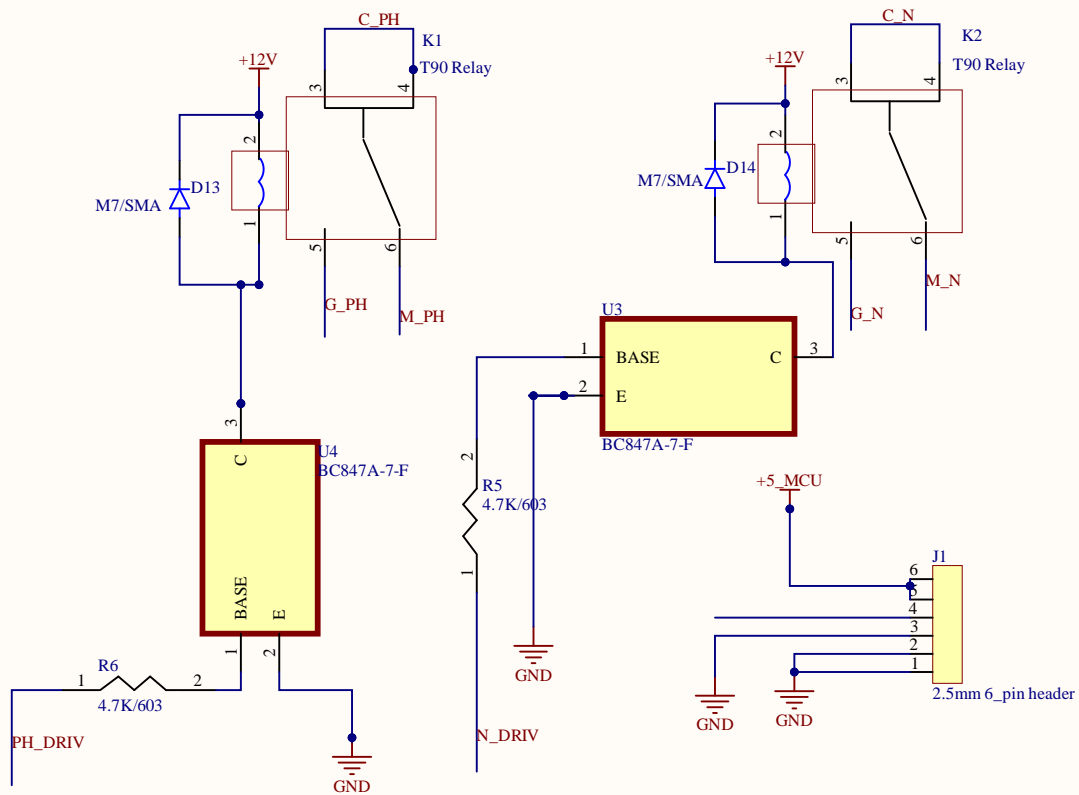 C_PH
K1
T90 Relay
+12V
3
4
2
D13
M7/SMA
1
5
6
G_PH
M_PH
3
C
U4
BC847A-7-F
BASE
E
1
2
R6
1
2
4.7K/603
PH_DRIV
GND
C_N
K2
T90 Relay
+12V
3
4
2
D14
M7/SMA
1
5
6
M_N
G_N
U3
1
BASE
C
3
2
E
BC847A-7-F
2
R5
4.7K/603
1
GND
N_DRIV
+5_MCU
J1
6
5
4
3
2
1
2.5mm 6_pin header
GND
GND